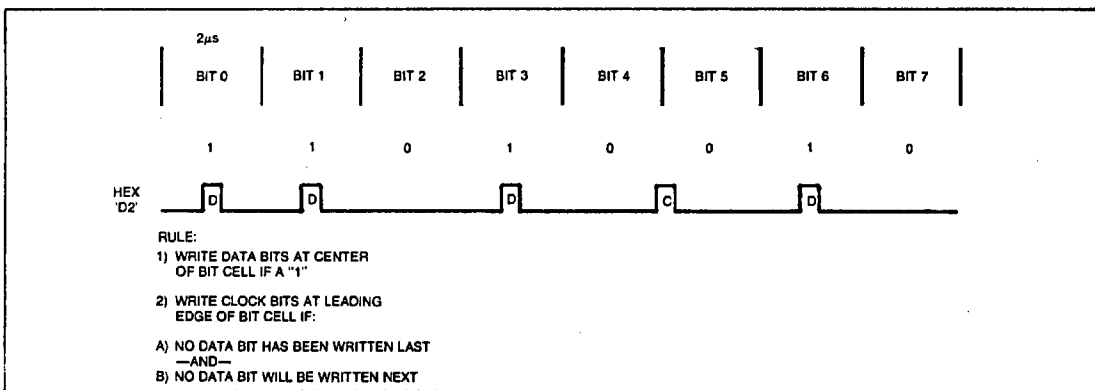 2μs
BIT 0 BIT 1 BIT 2 BIT 3 BIT 4 BIT 5 BIT 6 BIT 7
1 1 0 1 0 0 1 0
HEX
'D2'
D D D C D
RULE:
1) WRITE DATA BITS AT CENTER
OF BIT CELL IF A "1"
2) WRITE CLOCK BITS AT LEADING
EDGE OF BIT CELL IF:
A) NO DATA BIT HAS BEEN WRITTEN LAST
—AND—
B) NO DATA BIT WILL BE WRITTEN NEXT